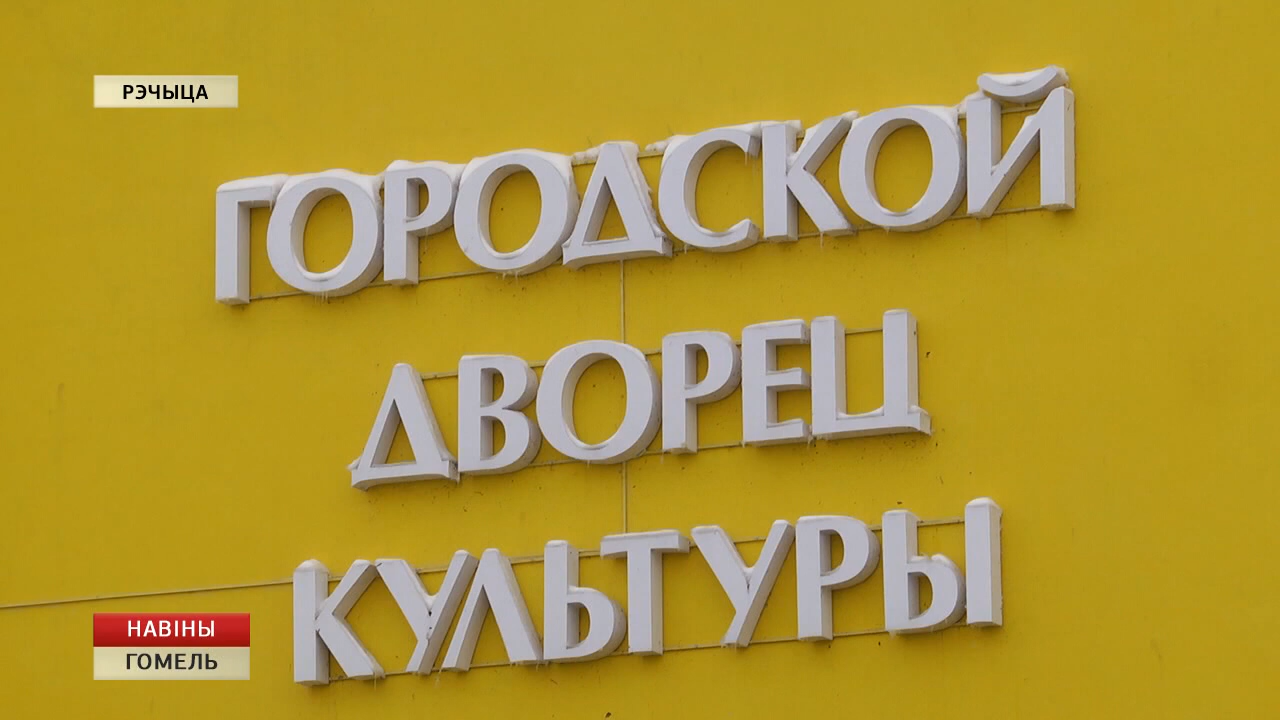 РЭЧЫЦА
ГОРОДСКОЙ
ДВОРЕЦ
КУЛЬТУРЫ
НАВІНЫ
ГОМЕЛЬ